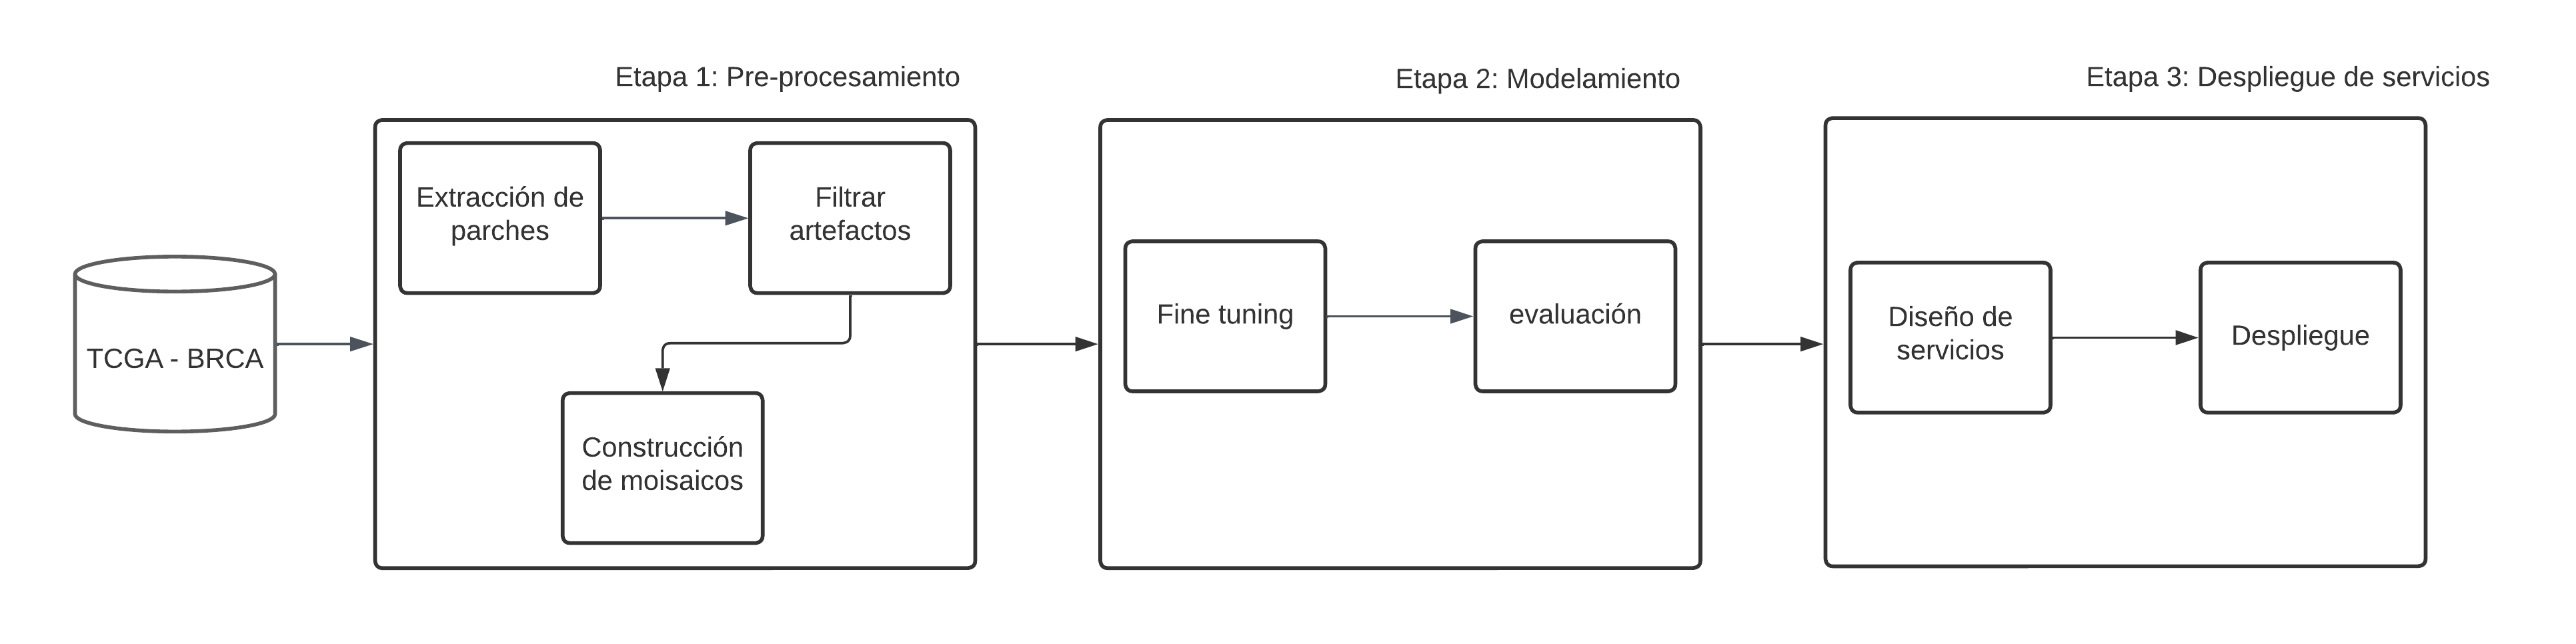 Etapa 1: Pre-procesamiento
Etapa 2: Modelamiento
Etapa 3: Despliegue de servicios
TCGA - BRCA
Extracción de
parches
Filtrar
artefactos
Construcción
de moisaicos
Fine tuning
evaluación
Diseño de
servicios
Despliegue